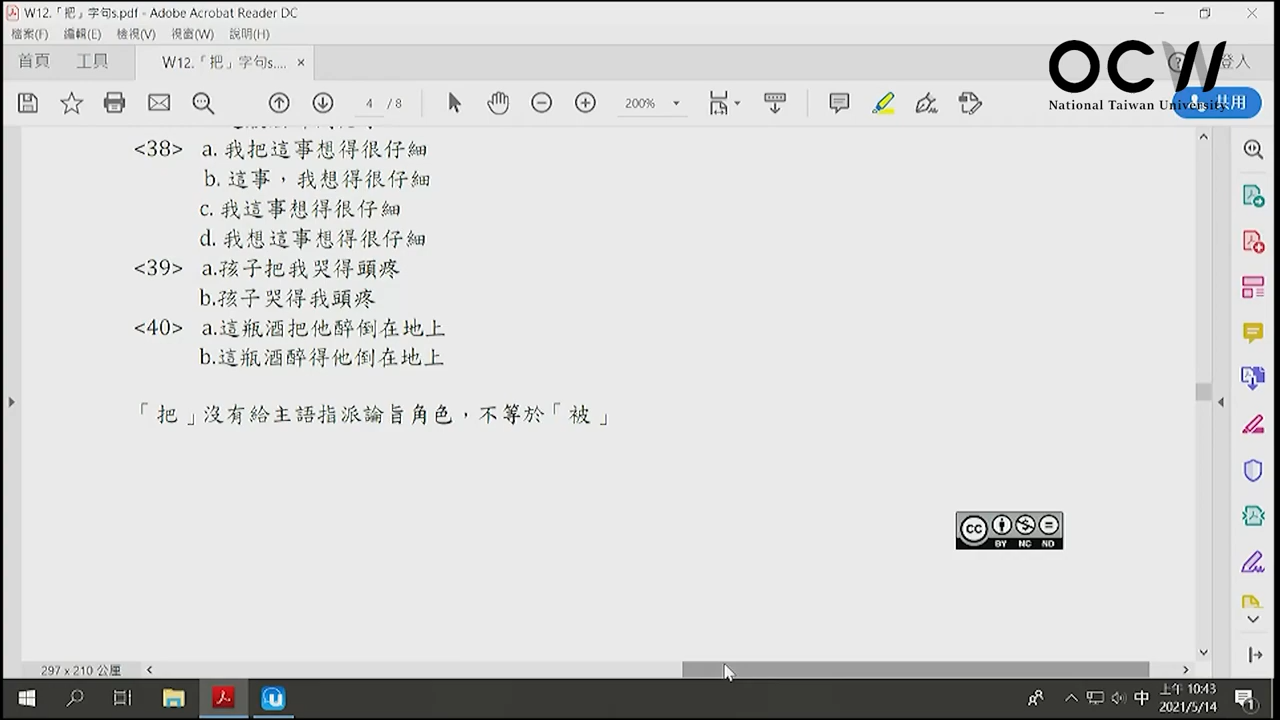 W12.「把」字句s.pdf - Adobe Acrobat Reader DC
檔案(F) 編輯(E) 檢視(V) 視窗(W) 說明(H)
首頁 工具 W12.「把」字句s.... × 登入
OCW
National Taiwan University
4 / 8 200% 共用
<38> a. 我把這事想得很仔細
b. 這事，我想得很仔細
c. 我這事想得很仔細
d. 我想這事想得很仔細
<39> a.孩子把我哭得頭疼
b.孩子哭得我頭疼
<40> a.這瓶酒把他醉倒在地上
b.這瓶酒醉得他倒在地上
「把」沒有給主語指派論旨角色，不等於「被」
cc BY NC ND
297 x 210 公厘
中 上午 10:43
2021/5/14
1